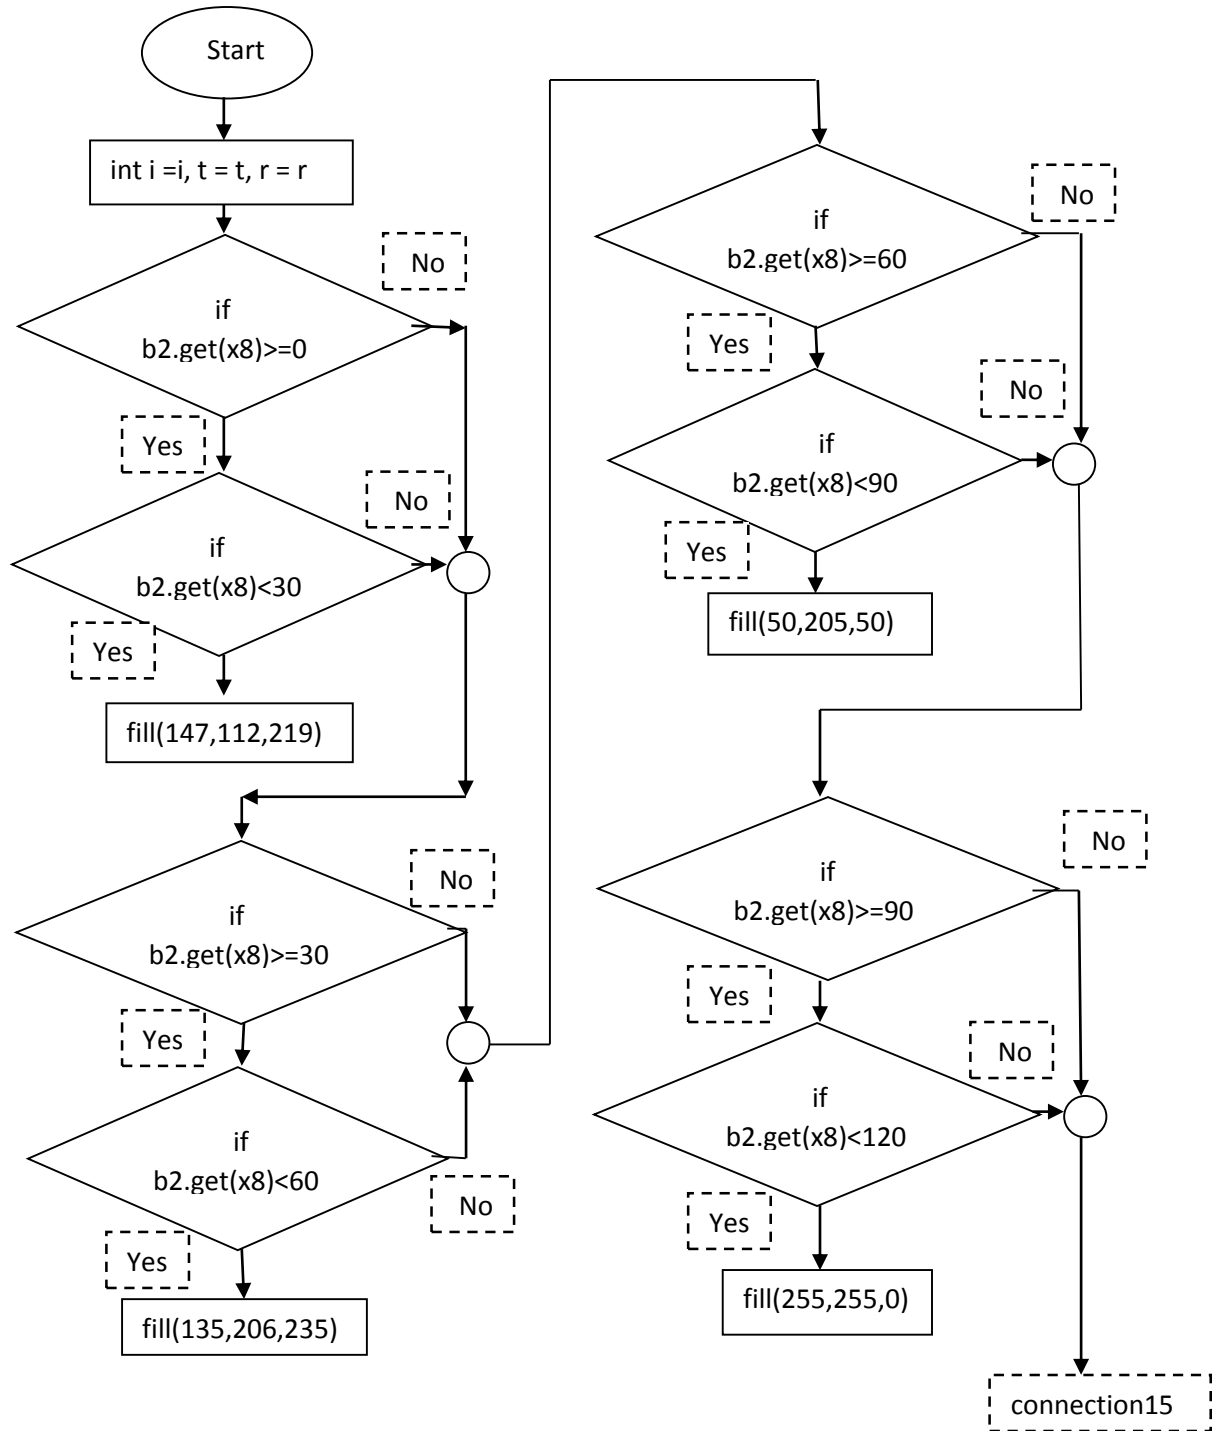 Start
int i =i, t = t, r = r
No
if
b2.get(x8)>=0
Yes
No
if
b2.get(x8)<30
Yes
fill(147,112,219)
No
if
b2.get(x8)>=30
Yes
if
b2.get(x8)<60
No
Yes
fill(135,206,235)
No
if
b2.get(x8)>=60
Yes
No
if
b2.get(x8)<90
Yes
fill(50,205,50)
No
if
b2.get(x8)>=90
Yes
No
if
b2.get(x8)<120
Yes
fill(255,255,0)
connection15